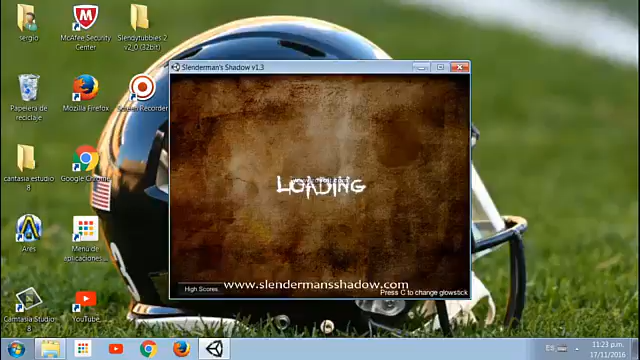 sergio
McAfee Security
Center
Slendytubbies 2
v2_0 (32bit)
Papelera de
reciclaje
Mozilla Firefox
Screen Recorder
camtasia estudio
8
Google Chrome
Ares
Menú de
aplicaciones...
Camtasia Studio
8
YouTube
Slenderman's Shadow v1.3
LOADING
High Scores
www.slendermansshadow.com
Press C to change glowstick
ES
11:23 p.m.
17/11/2016